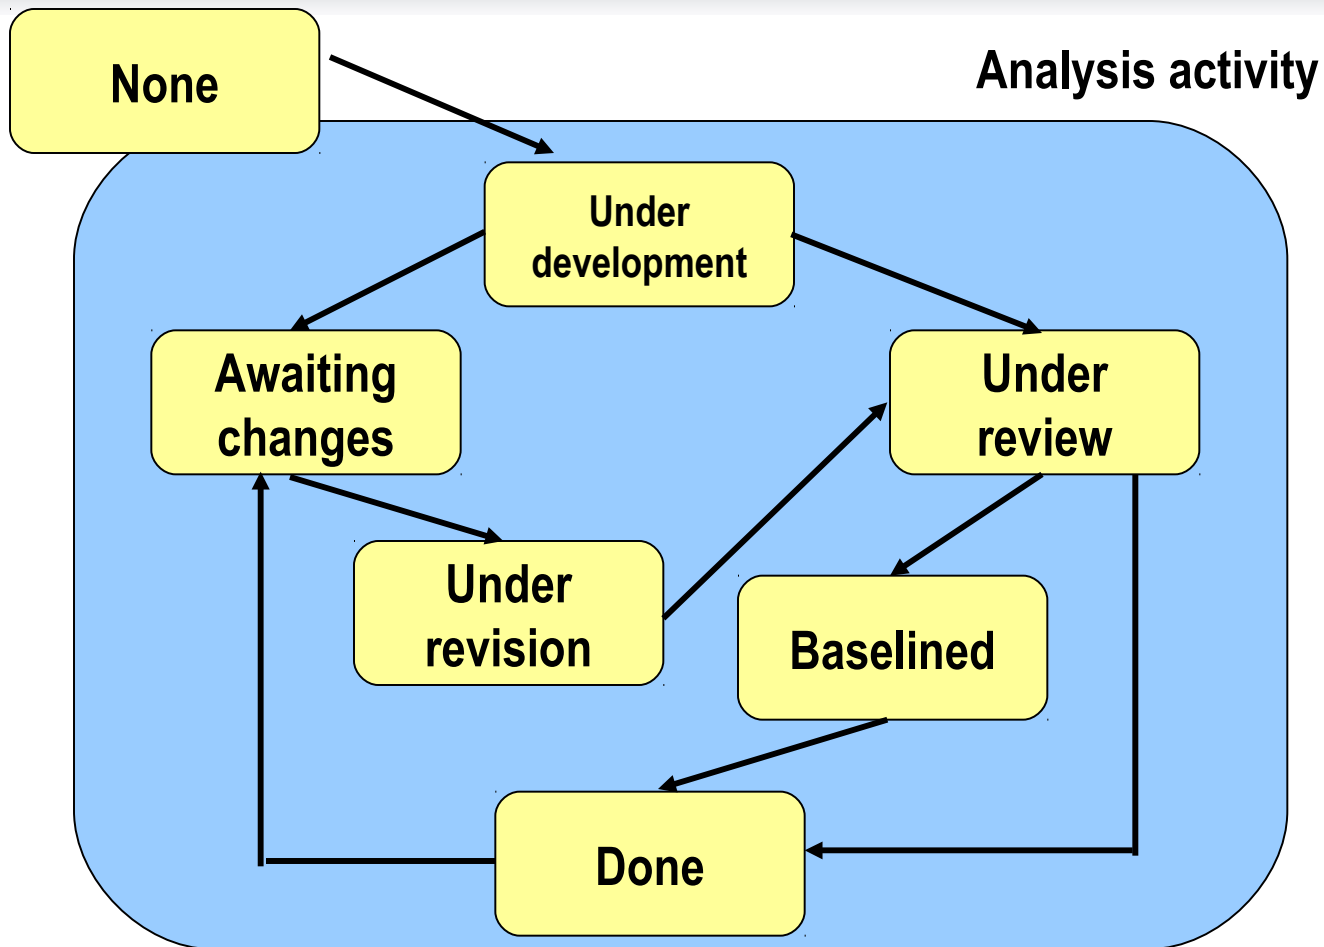 None
Analysis activity
Under
development
Awaiting
changes
Under
review
Under
revision
Baselined
Done